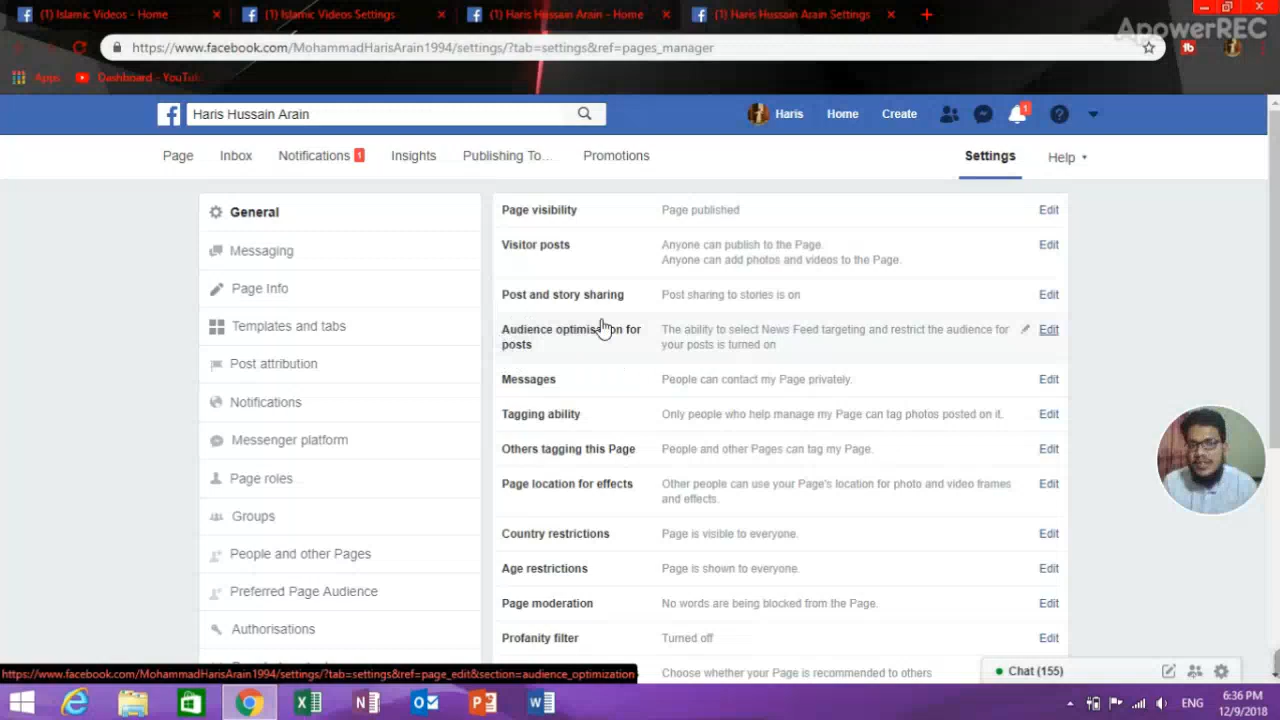 (1) Islamic Videos - Home
(1) Islamic Videos Settings
(1) Haris Hussain Arain - Home
(1) Haris Hussain Arain Settings
ApowerREC
https://www.facebook.com/MohammadHarisArain1994/settings/?tab=settings&ref=pages_manager
Apps
Dashboard - YouTu
Haris Hussain Arain
Haris
Home
Create
1
Page
Inbox
Notifications 1
Insights
Publishing To...
Promotions
Settings
Help
General
Messaging
Page Info
Templates and tabs
Post attribution
Notifications
Messenger platform
Page roles
Groups
People and other Pages
Preferred Page Audience
Authorisations
Page visibility Page published Edit
Visitor posts Anyone can publish to the Page. Edit
Anyone can add photos and videos to the Page.
Post and story sharing Post sharing to stories is on Edit
Audience optimisation for The ability to select News Feed targeting and restrict the audience for Edit
posts your posts is turned on
Messages People can contact my Page privately. Edit
Tagging ability Only people who help manage my Page can tag photos posted on it. Edit
Others tagging this Page People and other Pages can tag my Page. Edit
Page location for effects Other people can use your Page's location for photo and video frames Edit
and effects.
Country restrictions Page is visible to everyone. Edit
Age restrictions Page is shown to everyone. Edit
Page moderation No words are being blocked from the Page. Edit
Profanity filter Turned off Edit
Choose whether your Page is recommended to others
Chat (155)
https://www.facebook.com/MohammadHarisArain1994/settings/?tab=settings&ref=page_edit&section=audience_optimization
ENG
6:36 PM
12/9/2018